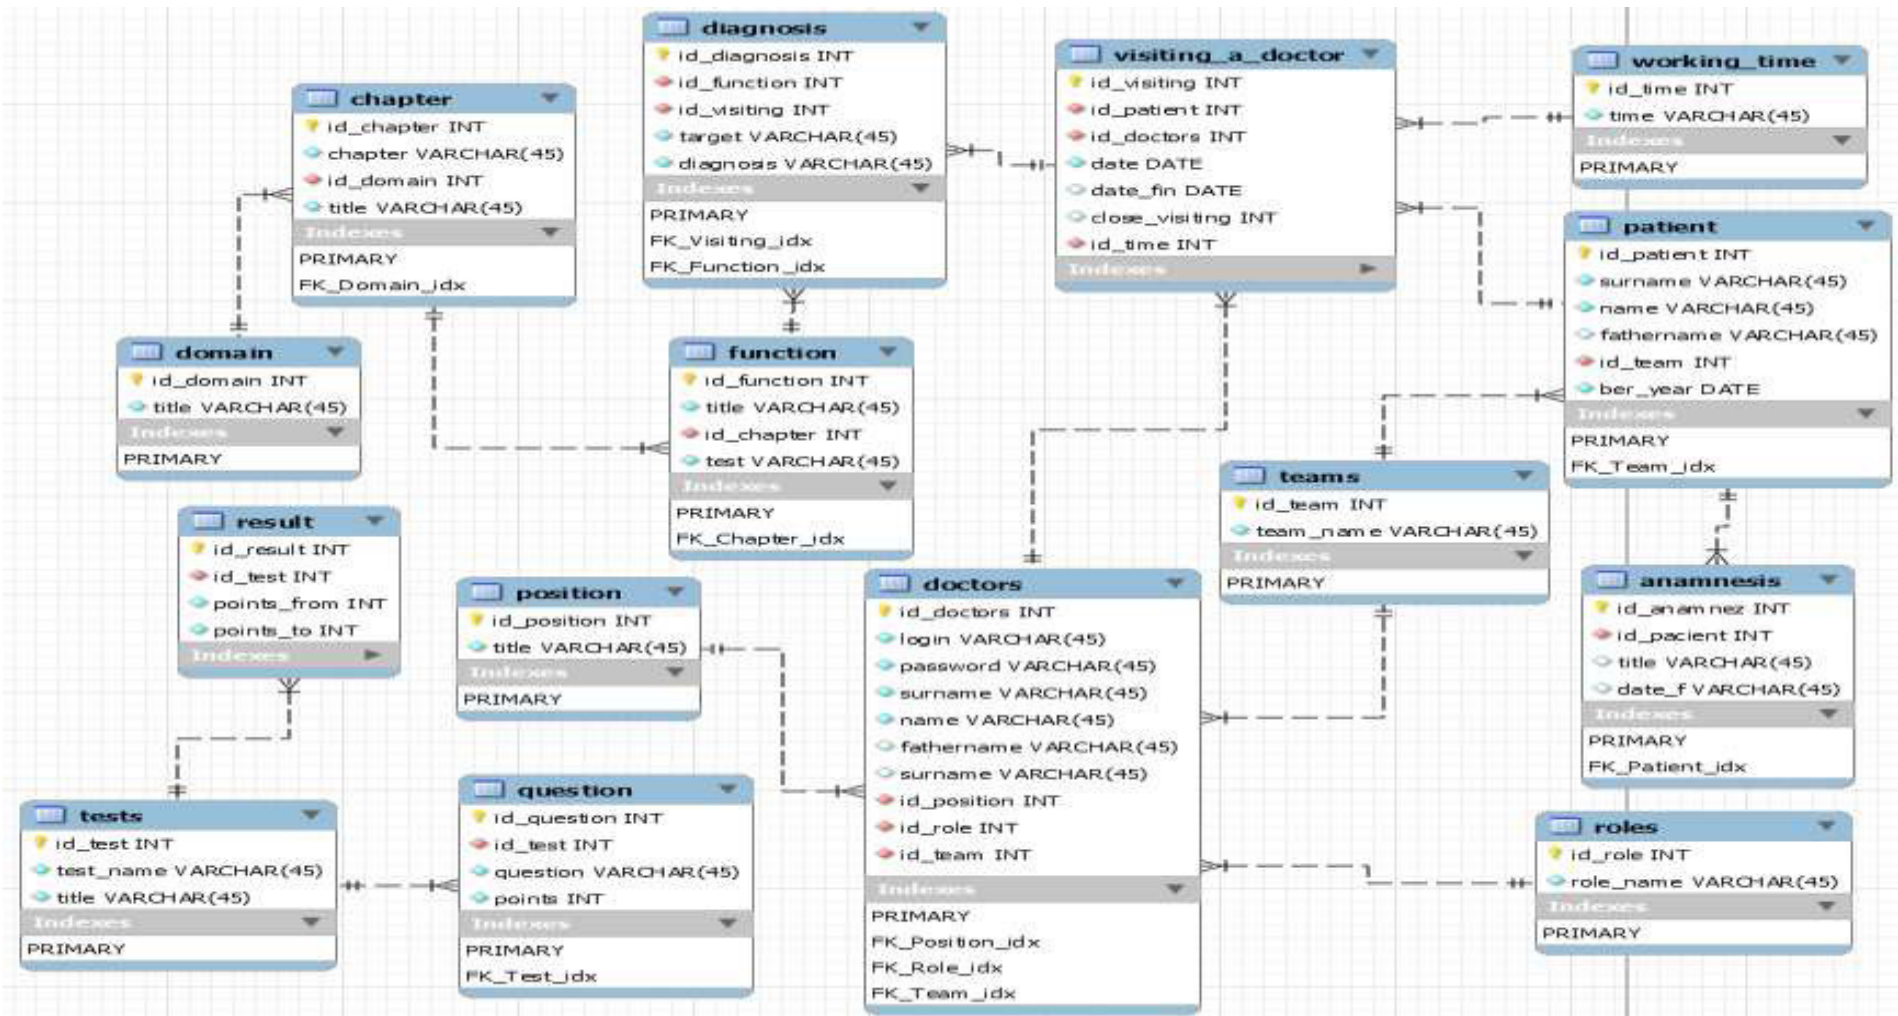 diagnosis
id_diagnosis INT
id_function INT
id_visiting INT
target VARCHAR(45)
diagnosis VARCHAR(45)
Indexes
PRIMARY
FK_Visiting_idx
FK_Function_idx
visiting_a_doctor
id_visiting INT
id_patient INT
id_doctors INT
date DATE
date_fin DATE
close_visiting INT
id_time INT
Indexes
working_time
id_time INT
time VARCHAR(45)
Indexes
PRIMARY
chapter
id_chapter INT
chapter VARCHAR(45)
id_domain INT
title VARCHAR(45)
Indexes
PRIMARY
FK_Domain_idx
patient
id_patient INT
surname VARCHAR(45)
name VARCHAR(45)
fathername VARCHAR(45)
id_team INT
ber_year DATE
Indexes
PRIMARY
FK_Team_idx
domain
id_domain INT
title VARCHAR(45)
Indexes
PRIMARY
function
id_function INT
title VARCHAR(45)
id_chapter INT
test VARCHAR(45)
Indexes
PRIMARY
FK_Chapter_idx
teams
id_team INT
team_name VARCHAR(45)
Indexes
PRIMARY
result
id_result INT
id_test INT
points_from INT
points_to INT
Indexes
position
id_position INT
title VARCHAR(45)
Indexes
PRIMARY
doctors
id_doctors INT
login VARCHAR(45)
password VARCHAR(45)
surname VARCHAR(45)
name VARCHAR(45)
fathername VARCHAR(45)
surname VARCHAR(45)
id_position INT
id_role INT
id_team INT
Indexes
PRIMARY
FK_Position_idx
FK_Role_idx
FK_Team_idx
anamnesis
id_anamnez INT
id_pacient INT
title VARCHAR(45)
date_f VARCHAR(45)
Indexes
PRIMARY
FK_Patient_idx
tests
id_test INT
test_name VARCHAR(45)
title VARCHAR(45)
Indexes
PRIMARY
question
id_question INT
id_test INT
question VARCHAR(45)
points INT
Indexes
PRIMARY
FK_Test_idx
roles
id_role INT
role_name VARCHAR(45)
Indexes
PRIMARY